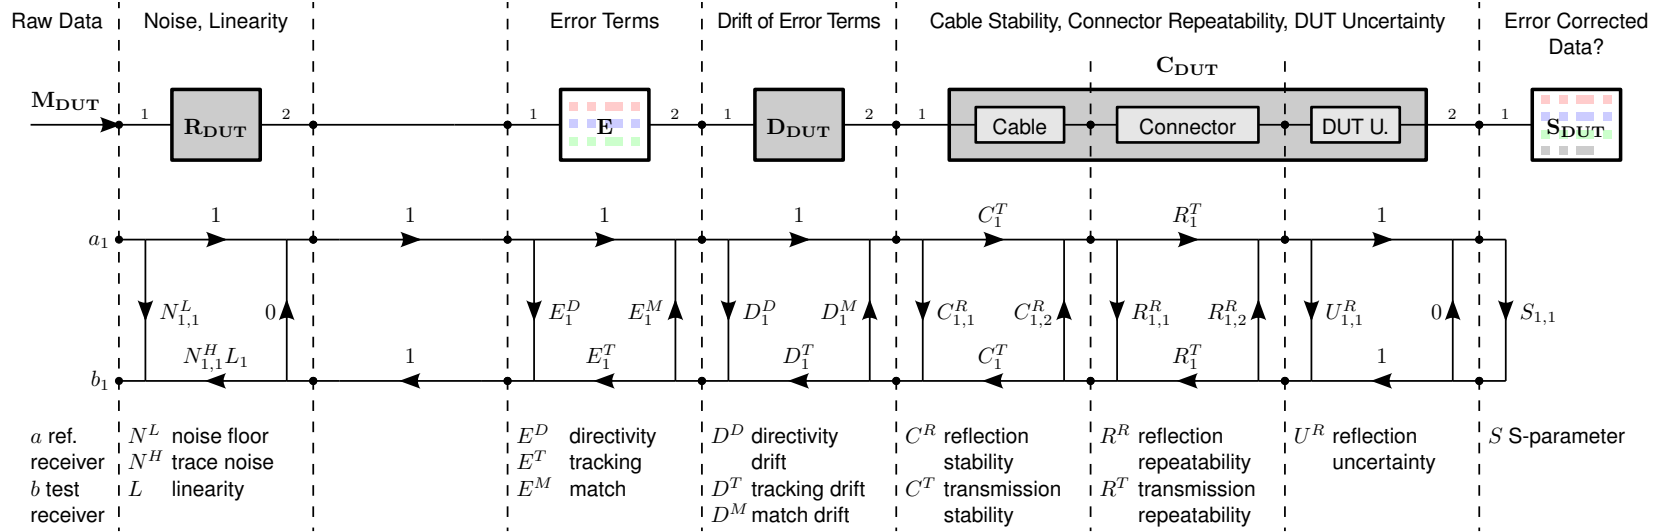 Raw Data Noise, Linearity Error Terms Drift of Error Terms Cable Stability, Connector Repeatability, DUT Uncertainty Error Corrected
Data?
C_DUT
M_DUT 1 R_DUT 2 1 E 2 1 D_DUT 2 1 Cable Connector DUT U. 2 1 S_DUT
1 1 1 1 C_1^T R_1^T 1
a_1
N_{1,1}^L 0 E_1^D E_1^M D_1^D D_1^M C_{1,1}^R C_{1,2}^R R_{1,1}^R R_{1,2}^R U_{1,1}^R 0 S_{1,1}
N_{1,1}^H L_1 1 E_1^T D_1^T C_1^T R_1^T 1
b_1
a ref. N^L noise floor E^D directivity D^D directivity C^R reflection R^R reflection U^R reflection S S-parameter
receiver N^H trace noise E^T tracking drift stability repeatability uncertainty
b test L linearity E^M match D^T tracking drift C^T transmission R^T transmission
receiver D^M match drift stability repeatability